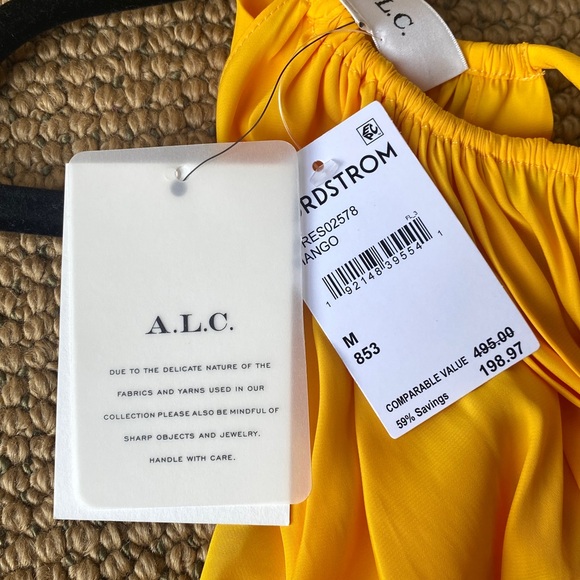 .L.C.
A.L.C.
DUE TO THE DELICATE NATURE OF THE
FABRICS AND YARNS USED IN OUR
COLLECTION PLEASE ALSO BE MINDFUL OF
SHARP OBJECTS AND JEWELRY.
HANDLE WITH CARE.
RDSTROM
RES02578
ANGO
FL_3
1 92148 39554 1
M
853
COMPARABLE VALUE 495.00
59% Savings 198.97